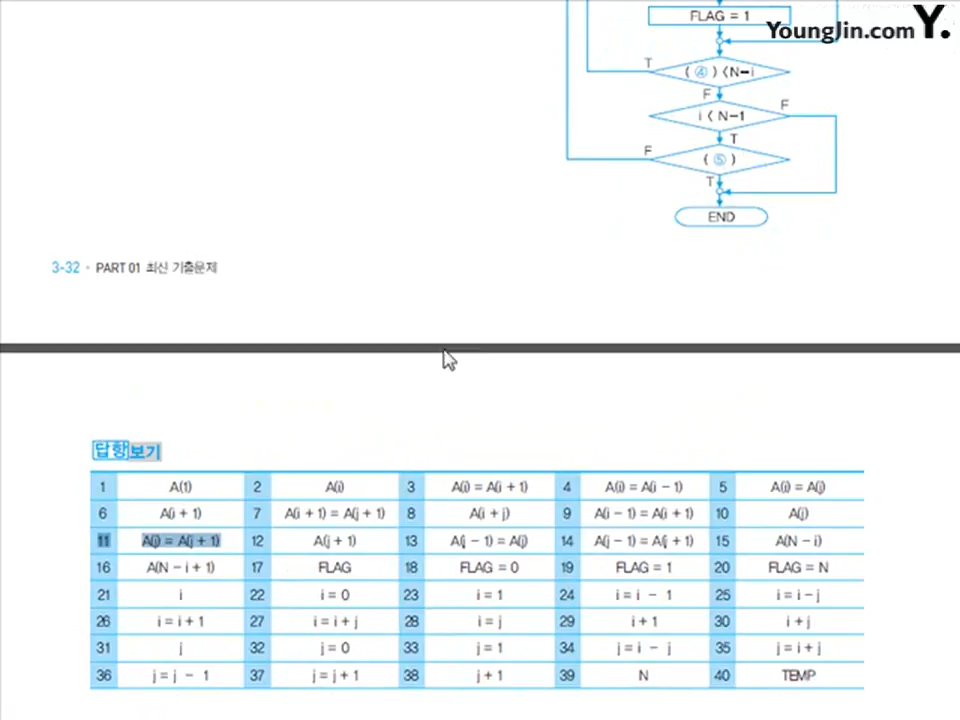 FLAG = 1
YoungJin.com Y.
T
( ④ ) < N−i
F
i < N−1
F
T
F
( ⑤ )
T
END
3-32 • PART 01 최신 기출문제
답항보기
1 A(1) 2 A(i) 3 A(i) = A(i + 1) 4 A(i) = A(i − 1) 5 A(i) = A(j)
6 A(i + 1) 7 A(i + 1) = A(j + 1) 8 A(i + j) 9 A(i − 1) = A(i + 1) 10 A(j)
11 A(j) = A(j + 1) 12 A(j + 1) 13 A(j − 1) = A(j) 14 A(j − 1) = A(j + 1) 15 A(N − i)
16 A(N − i + 1) 17 FLAG 18 FLAG = 0 19 FLAG = 1 20 FLAG = N
21 i 22 i = 0 23 i = 1 24 i = i − 1 25 i = i − j
26 i = i + 1 27 i = i + j 28 i = j 29 i + 1 30 i + j
31 j 32 j = 0 33 j = 1 34 j = i − j 35 j = i + j
36 j = j − 1 37 j = j + 1 38 j + 1 39 N 40 TEMP